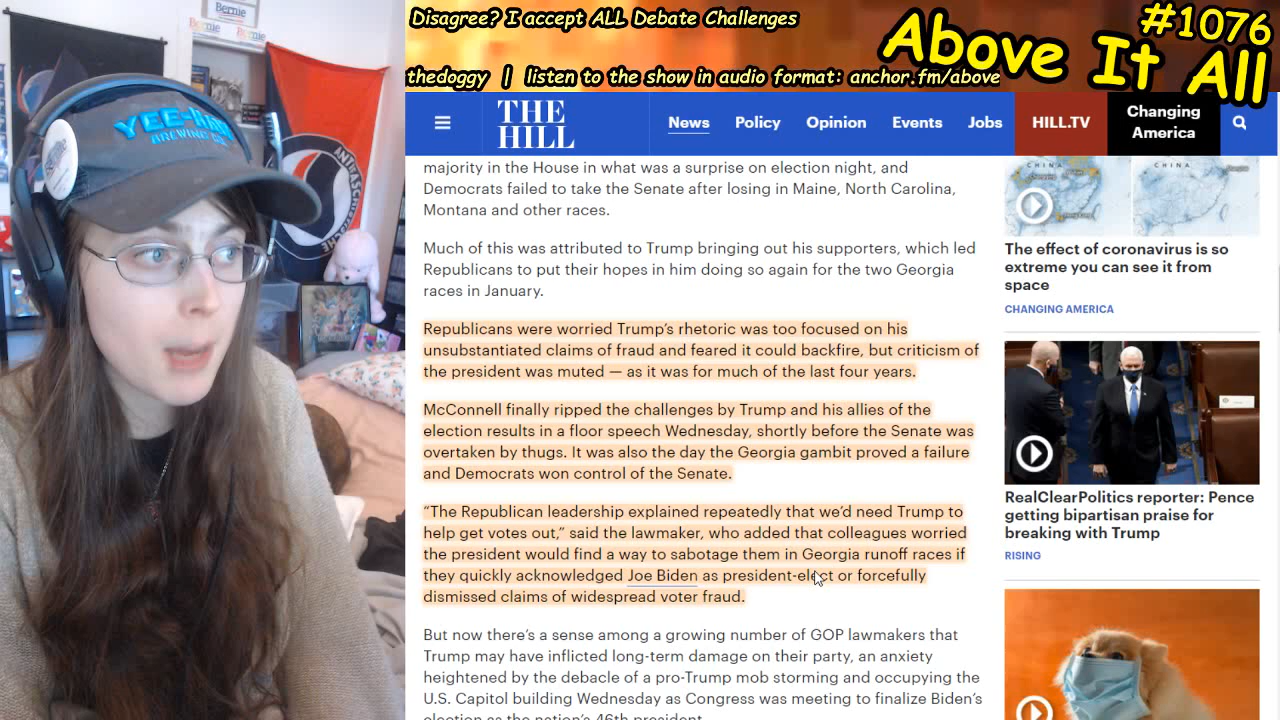 Disagree? I accept ALL Debate Challenges
#1076
Above It All
thedoggy | listen to the show in audio format: anchor.fm/above
Bernie
Bernie
Bernie
YEE-HAW
BREWING CO.
THE
HILL
News
Policy
Opinion
Events
Jobs
HILL.TV
Changing
America
majority in the House in what was a surprise on election night, and
Democrats failed to take the Senate after losing in Maine, North Carolina,
Montana and other races.
Much of this was attributed to Trump bringing out his supporters, which led
Republicans to put their hopes in him doing so again for the two Georgia
races in January.
Republicans were worried Trump’s rhetoric was too focused on his
unsubstantiated claims of fraud and feared it could backfire, but criticism of
the president was muted — as it was for much of the last four years.
McConnell finally ripped the challenges by Trump and his allies of the
election results in a floor speech Wednesday, shortly before the Senate was
overtaken by thugs. It was also the day the Georgia gambit proved a failure
and Democrats won control of the Senate.
“The Republican leadership explained repeatedly that we’d need Trump to
help get votes out,” said the lawmaker, who added that colleagues worried
the president would find a way to sabotage them in Georgia runoff races if
they quickly acknowledged Joe Biden as president-elect or forcefully
dismissed claims of widespread voter fraud.
But now there’s a sense among a growing number of GOP lawmakers that
Trump may have inflicted long-term damage on their party, an anxiety
heightened by the debacle of a pro-Trump mob storming and occupying the
U.S. Capitol building Wednesday as Congress was meeting to finalize Biden’s
election as the nation’s 46th president.
CHINA
CHINA
The effect of coronavirus is so
extreme you can see it from
space
CHANGING AMERICA
RealClearPolitics reporter: Pence
getting bipartisan praise for
breaking with Trump
RISING